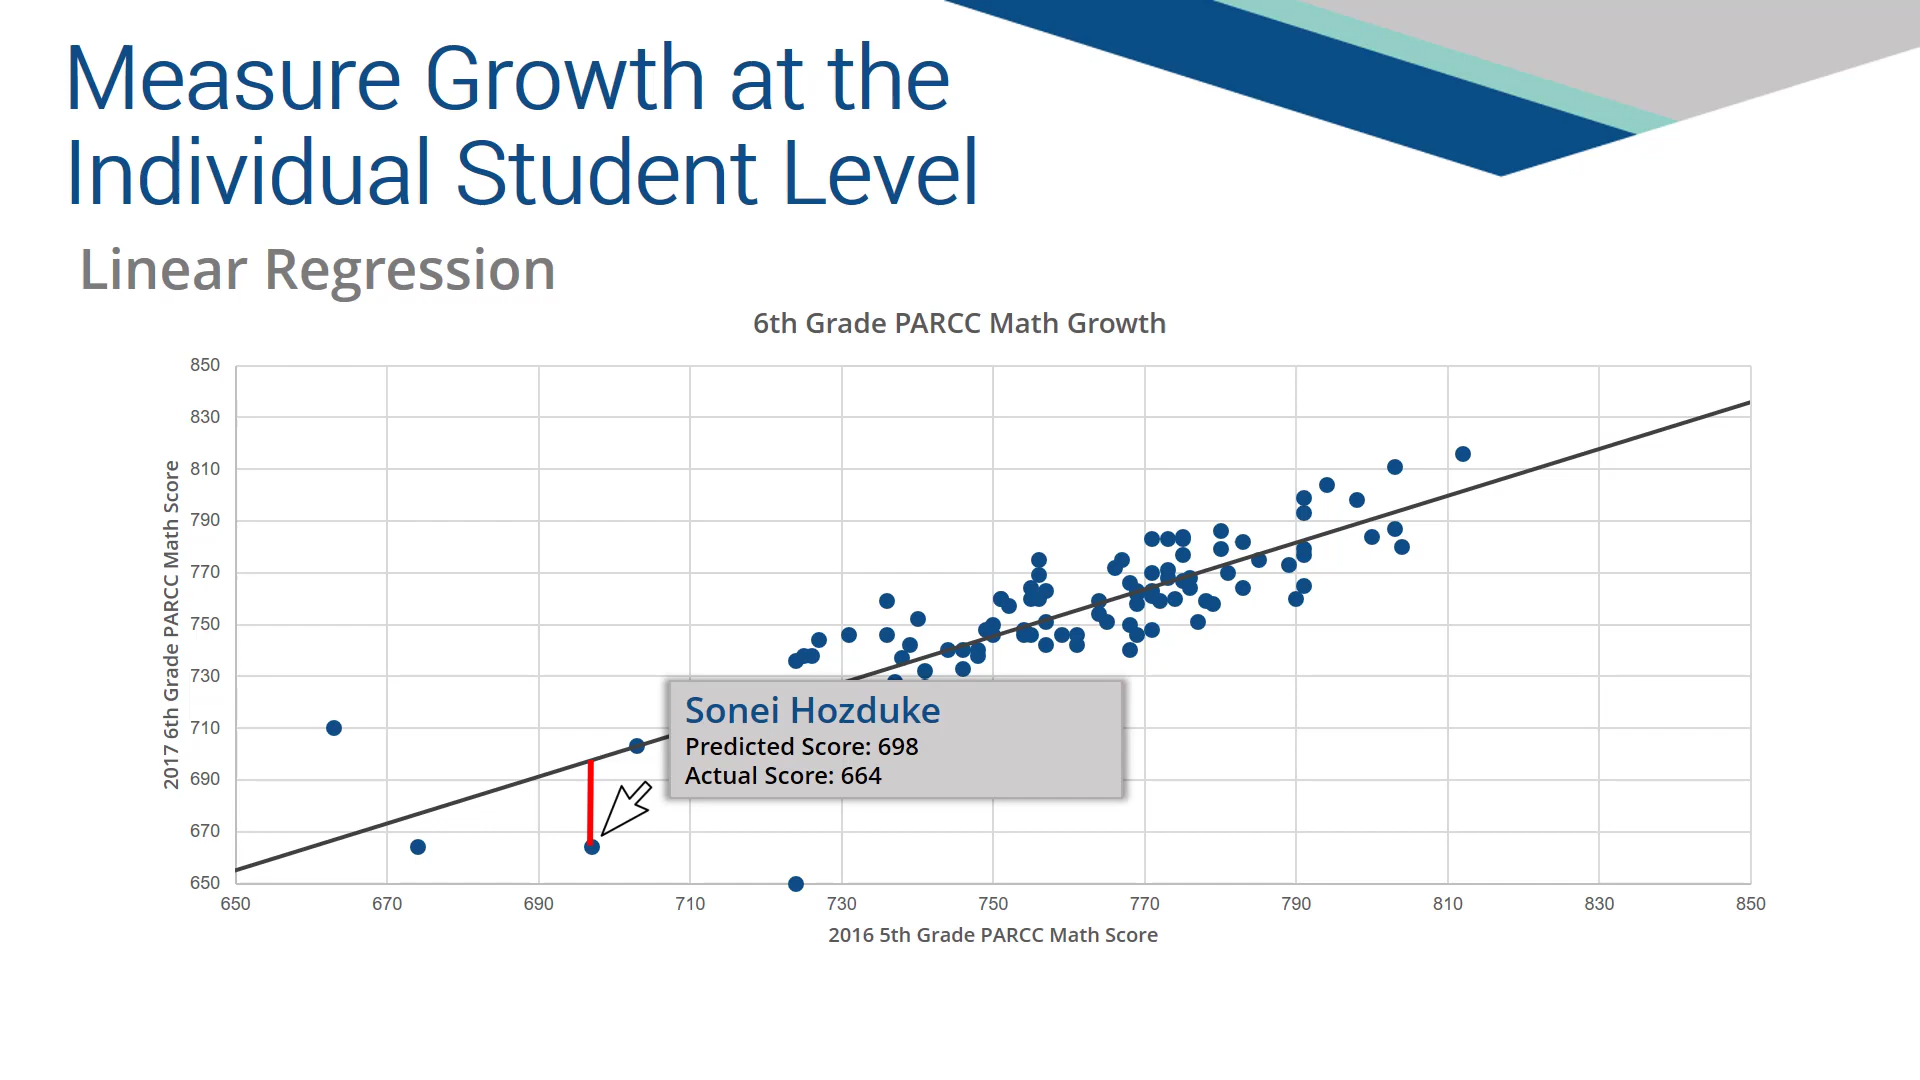 Measure Growth at the
Individual Student Level
Linear Regression
6th Grade PARCC Math Growth
2017 6th Grade PARCC Math Score
850
830
810
790
770
750
730
710
690
670
650
Sonei Hozduke
Predicted Score: 698
Actual Score: 664
650 670 690 710 730 750 770 790 810 830 850
2016 5th Grade PARCC Math Score